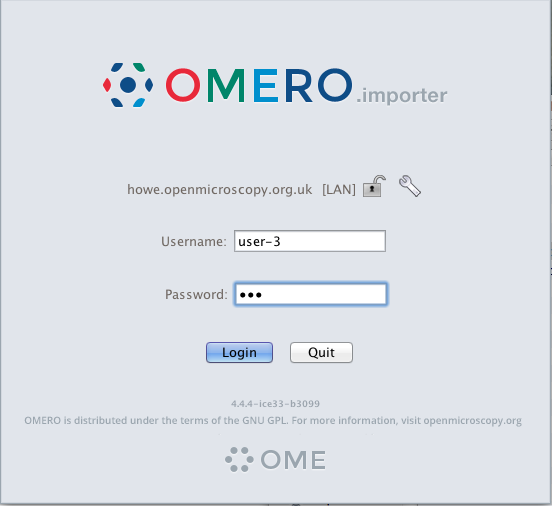 OMERO.importer
howe.openmicroscopy.org.uk [LAN]
Username: user-3
Password: •••
Login Quit
4.4.4-ice33-b3099
OMERO is distributed under the terms of the GNU GPL. For more information, visit openmicroscopy.org
OME